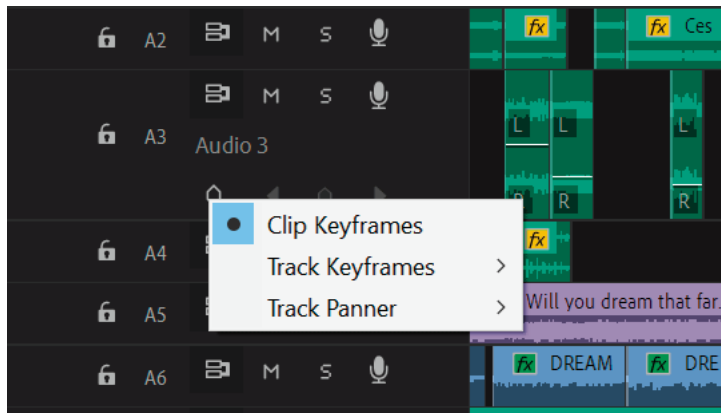 A2 M S fx fx Ces
M S
A3 Audio 3 L L L
R R R
Clip Keyframes
A4 Track Keyframes fx
A5 Track Panner Will you dream that far.
A6 M S fx DREAM fx DRE